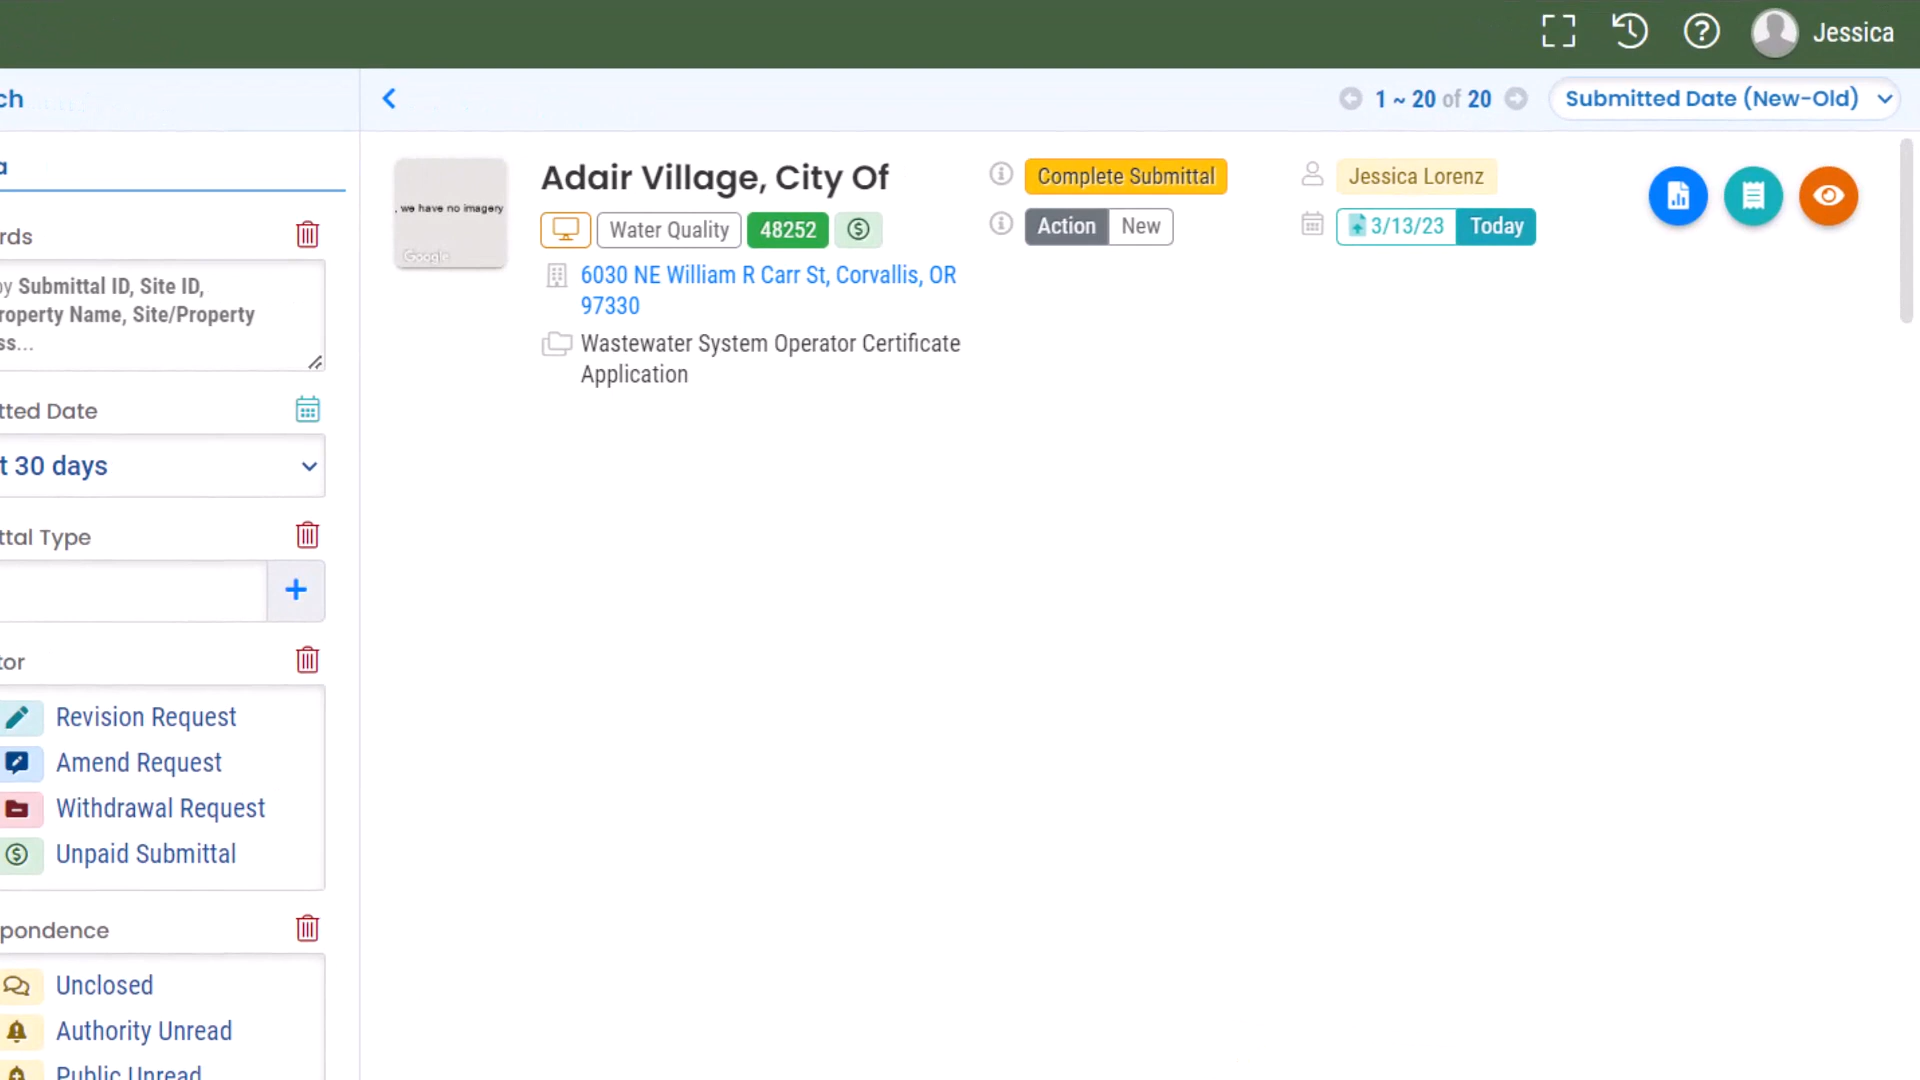 Jessica
ch
1 ~ 20 of 20
Submitted Date (New-Old)
a
rds
by Submittal ID, Site ID,
roperty Name, Site/Property
ss...
tted Date
t 30 days
ttal Type
tor
Revision Request
Amend Request
Withdrawal Request
Unpaid Submittal
pondence
Unclosed
Authority Unread
Public Unread
, we have no imagery
Google
Adair Village, City Of
Water Quality
48252
6030 NE William R Carr St, Corvallis, OR
97330
Wastewater System Operator Certificate
Application
Complete Submittal
Action New
Jessica Lorenz
3/13/23 Today